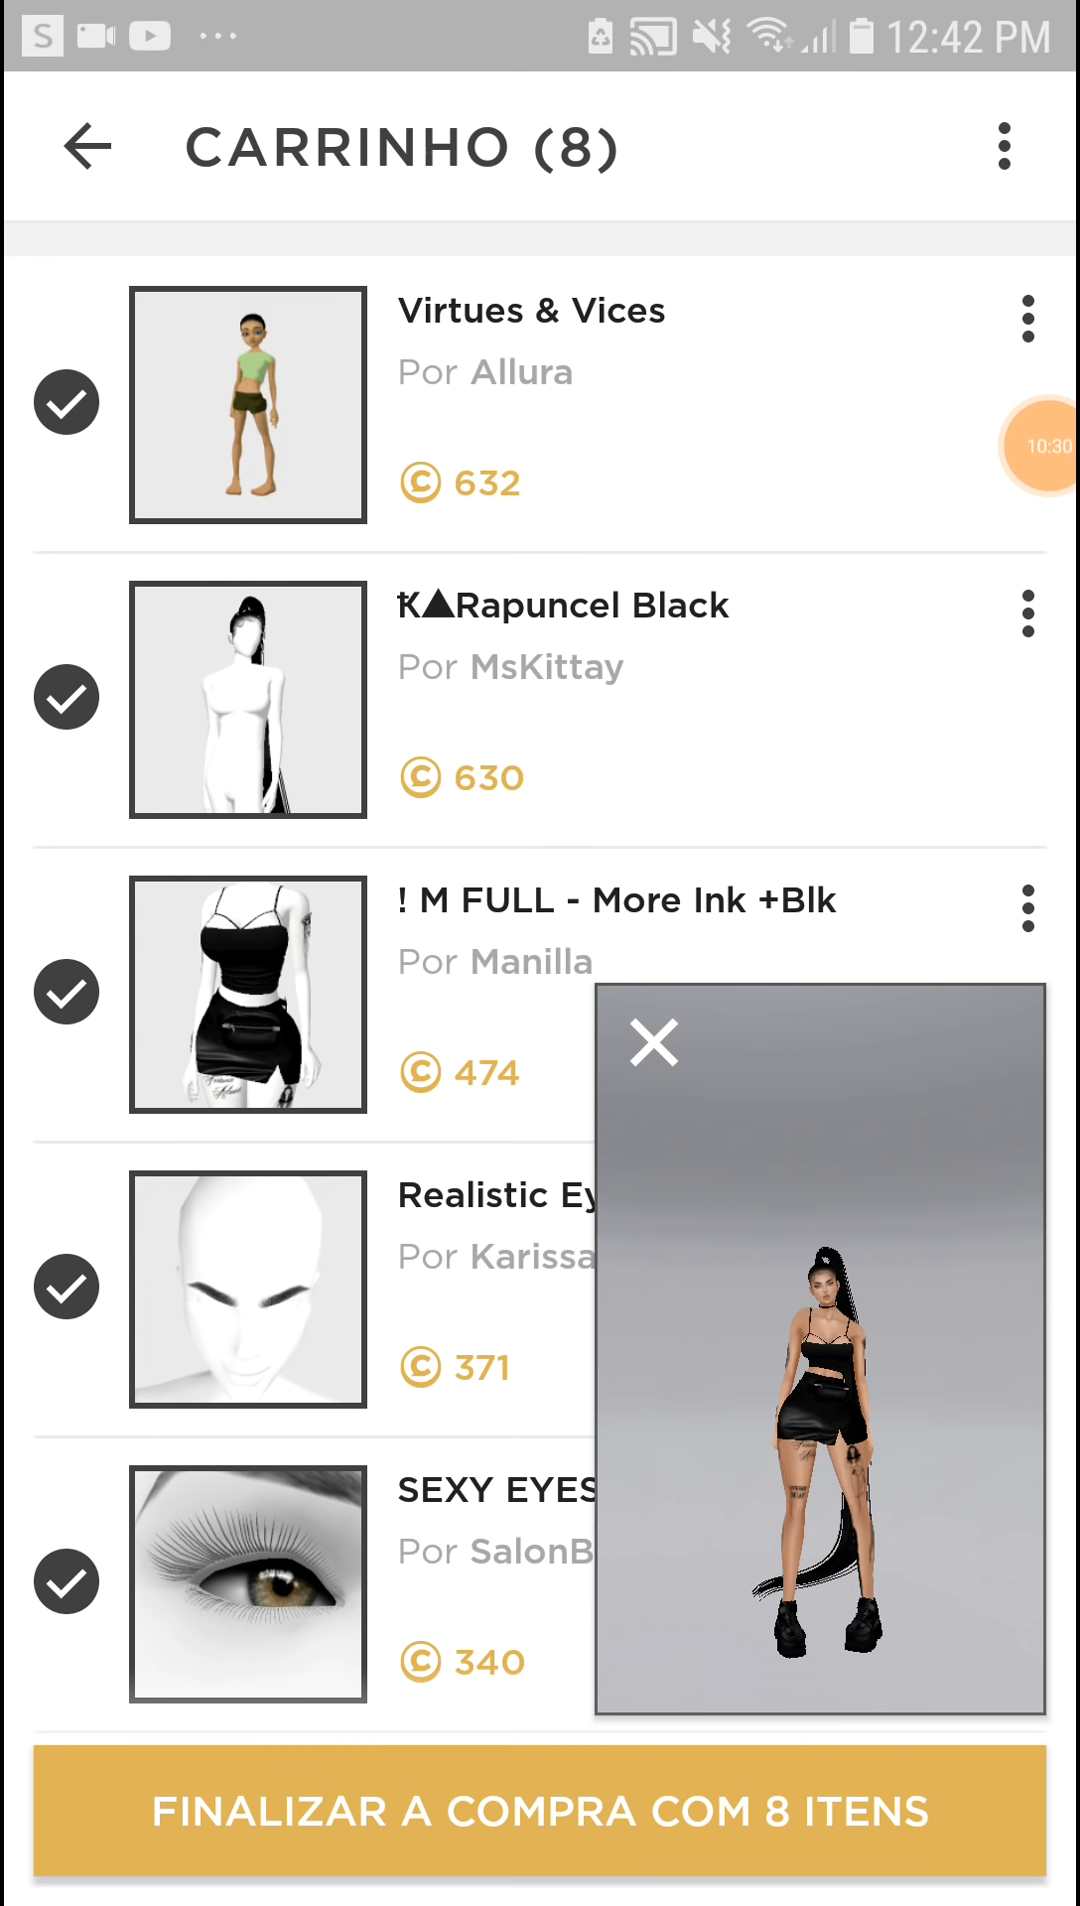 S 12:42 PM
CARRINHO (8)
Virtues & Vices
Por Allura
10:30
© 632
Ꝁ▲Rapuncel Black
Por MsKittay
© 630
! M FULL - More Ink +Blk
Por Manilla
© 474
Realistic Ey
Por Karissa
© 371
SEXY EYES
Por SalonB
© 340
FINALIZAR A COMPRA COM 8 ITENS